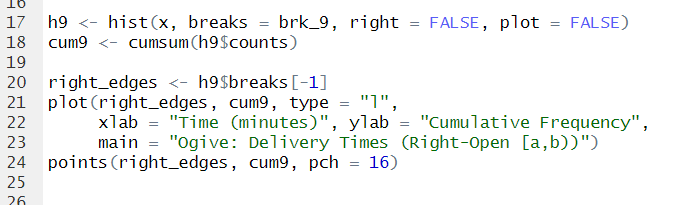 16
17 h9 <- hist(x, breaks = brk_9, right = FALSE, plot = FALSE)
18 cum9 <- cumsum(h9$counts)
19
20 right_edges <- h9$breaks[-1]
21 plot(right_edges, cum9, type = "l",
22      xlab = "Time (minutes)", ylab = "Cumulative Frequency",
23      main = "Ogive: Delivery Times (Right-Open [a,b))")
24 points(right_edges, cum9, pch = 16)
25
26